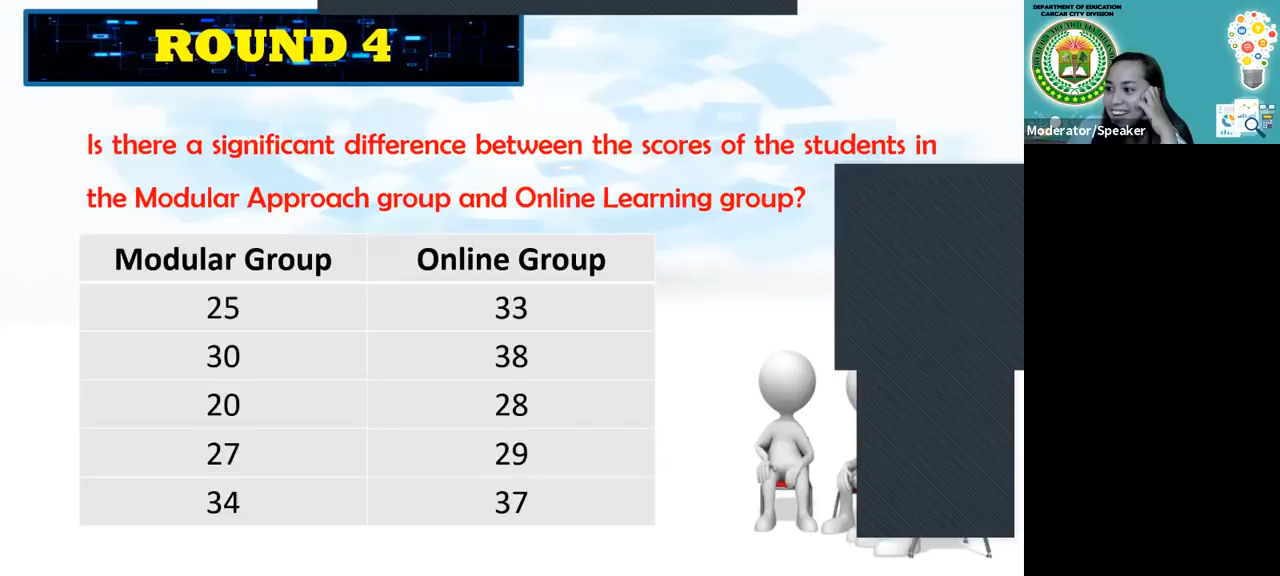 ROUND 4
Is there a significant difference between the scores of the students in
the Modular Approach group and Online Learning group?
Modular Group Online Group
25 33
30 38
20 28
27 29
34 37
DEPARTMENT OF EDUCATION
CARCAR CITY DIVISION
Moderator/Speaker